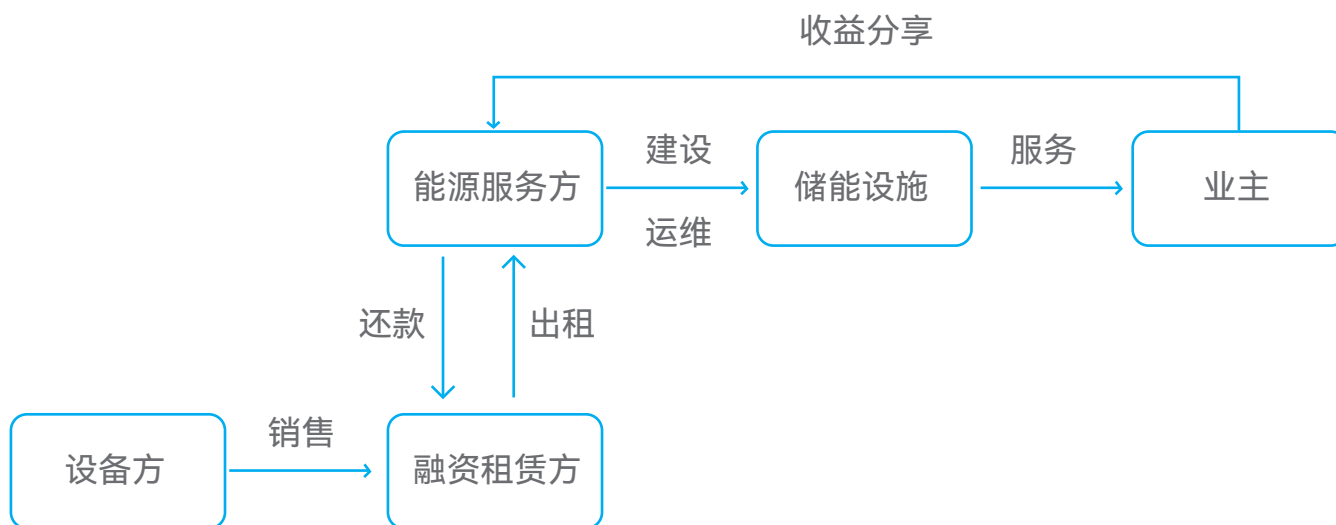 收益分享
能源服务方
建设
运维
储能设施
服务
业主
还款
出租
设备方
销售
融资租赁方